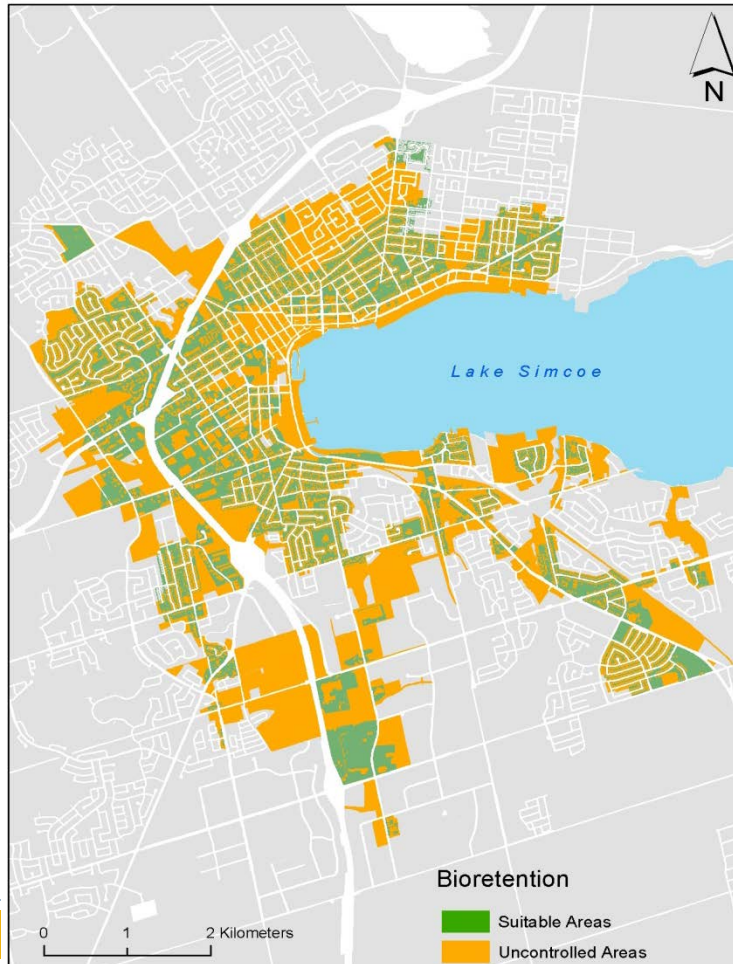 N
Lake Simcoe
Bioretention
Suitable Areas
Uncontrolled Areas
0 1 2 Kilometers